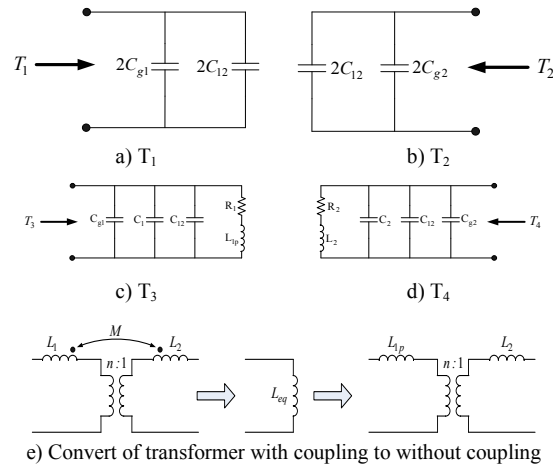 T1 2Cg1 2C12 2C12 2Cg2 T2
a) T1 b) T2
T3 Cg1 C1 C12 R1 L1p R2 L2 C2 C12 Cg2 T4
c) T3 d) T4
L1 M L2 n:1 Leq L1p n:1 L2
e) Convert of transformer with coupling to without coupling